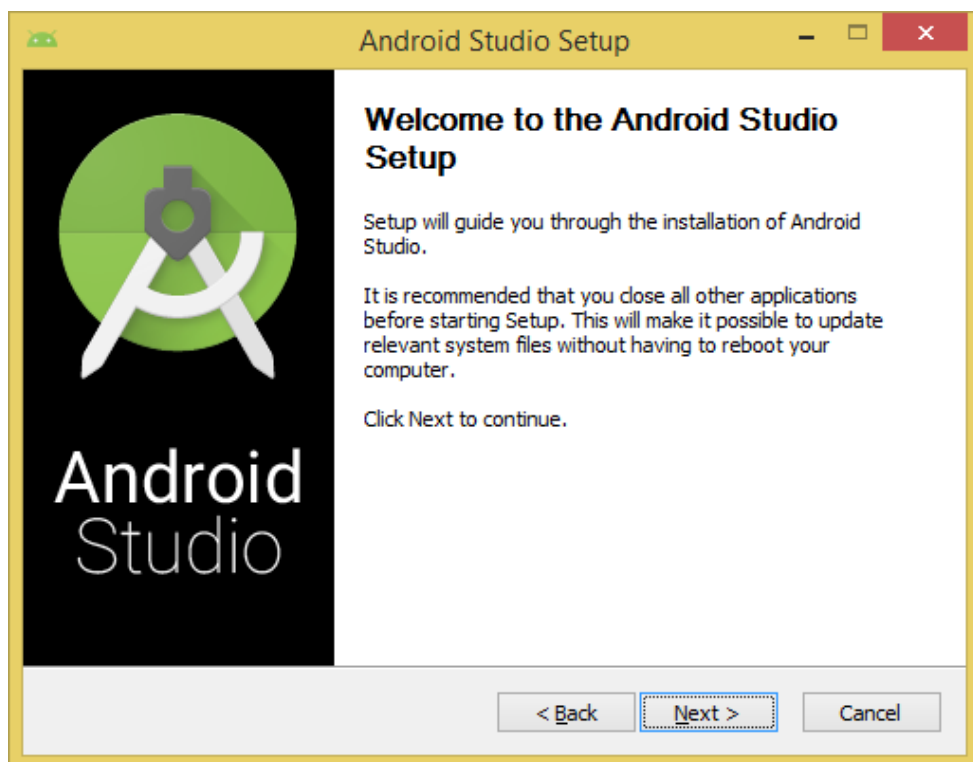 Android Studio Setup
Welcome to the Android Studio
Setup
Setup will guide you through the installation of Android
Studio.
It is recommended that you close all other applications
before starting Setup. This will make it possible to update
relevant system files without having to reboot your
computer.
Click Next to continue.
Android
Studio
< Back
Next >
Cancel